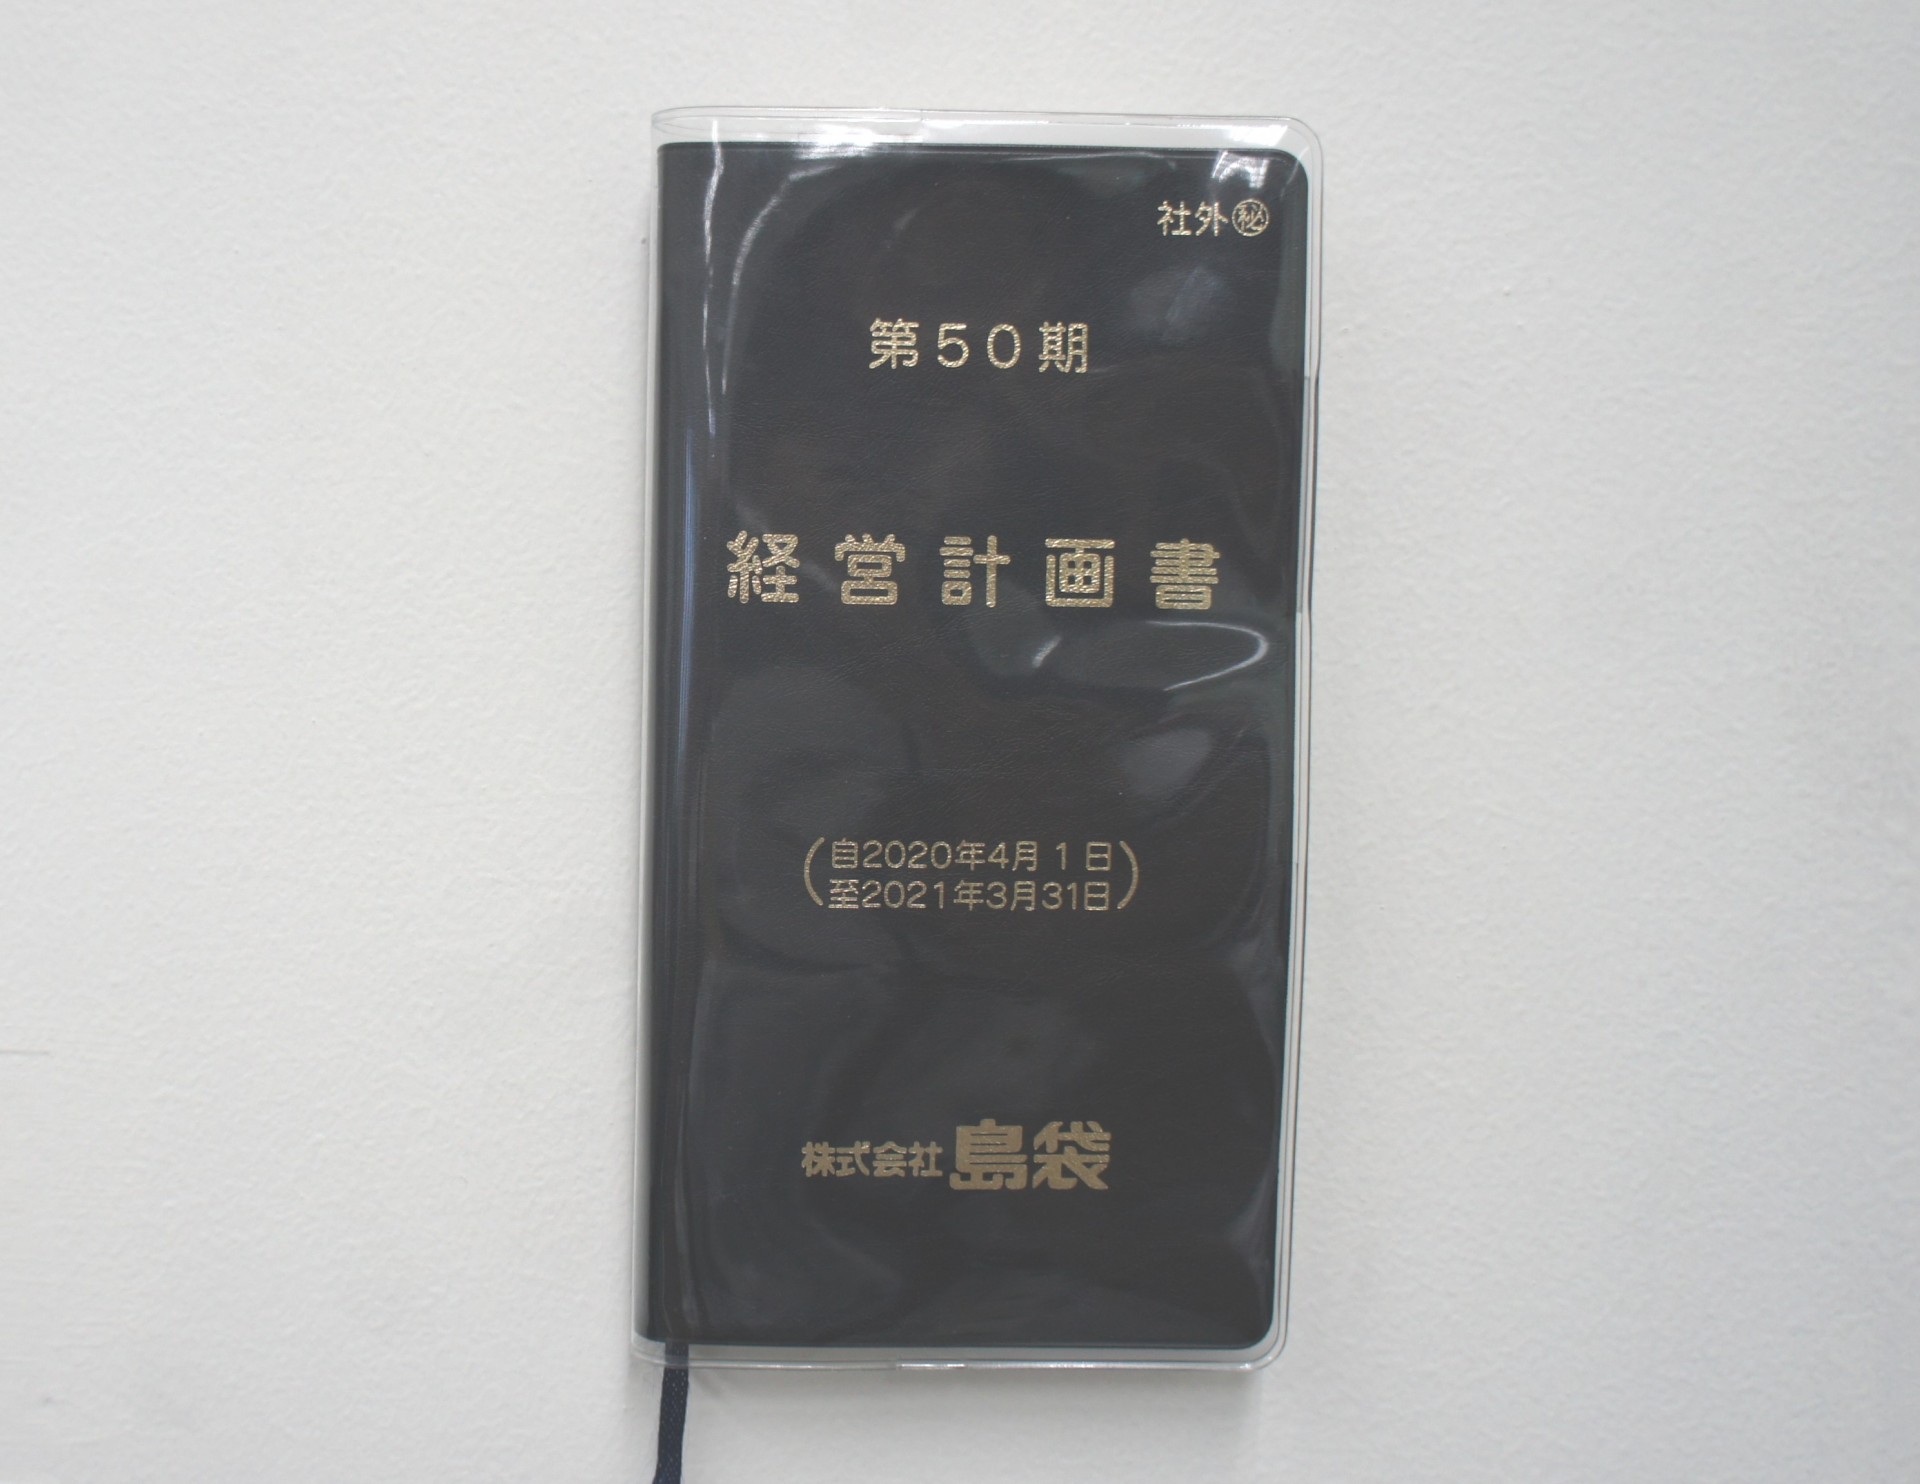 社外㊙
第50期
経営計画書
(自2020年4月1日
至2021年3月31日)
株式会社島袋